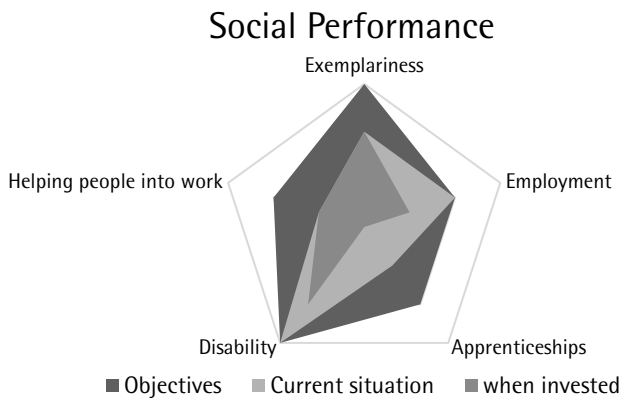 Social Performance
Exemplariness
Helping people into work
Employment
Disability
Apprenticeships
Objectives
Current situation
when invested